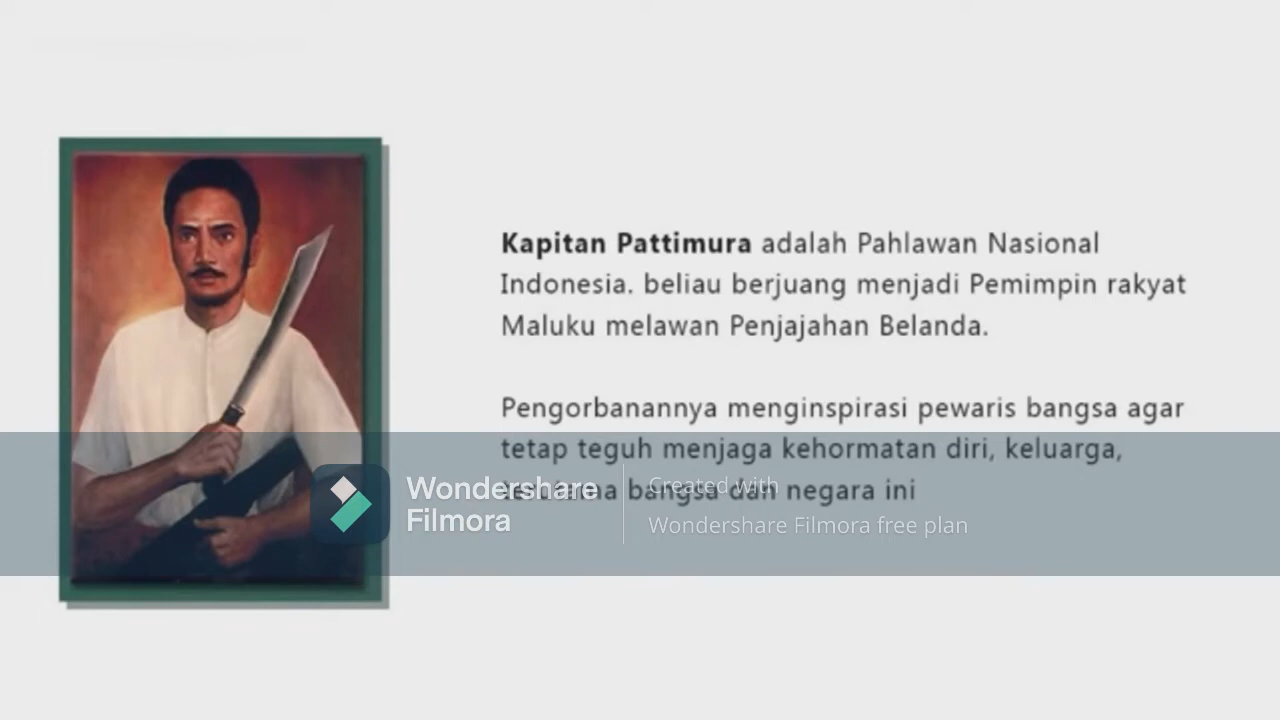 Kapitan Pattimura adalah Pahlawan Nasional
Indonesia. beliau berjuang menjadi Pemimpin rakyat
Maluku melawan Penjajahan Belanda.
Pengorbanannya menginspirasi pewaris bangsa agar
tetap teguh menjaga kehormatan diri, keluarga,
bangsa dan negara ini
Wondershare
Filmora
Created with
Wondershare Filmora free plan